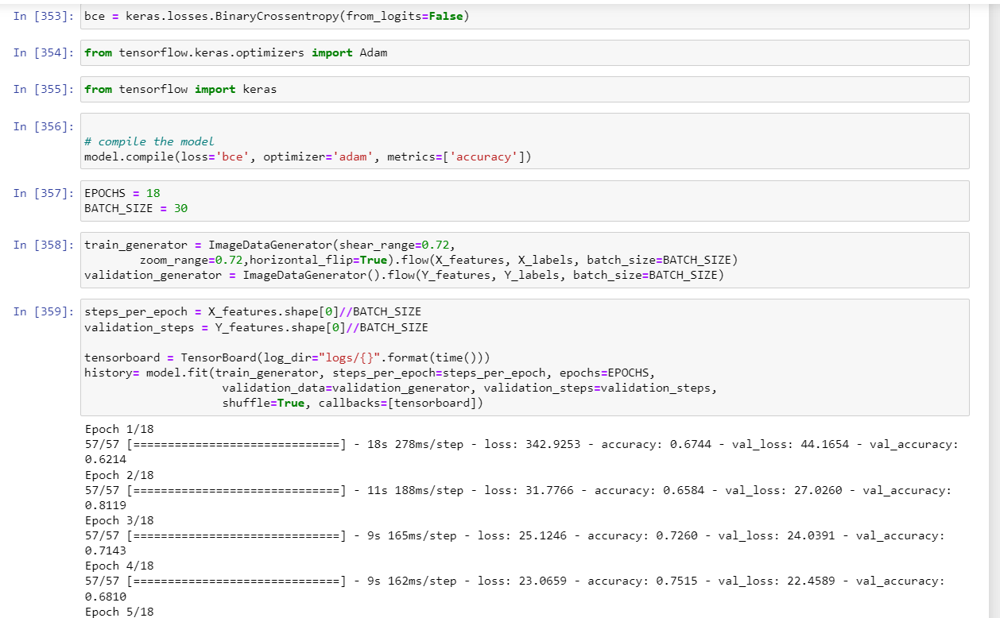 In [353]: bce = keras.losses.BinaryCrossentropy(from_logits=False)
In [354]: from tensorflow.keras.optimizers import Adam
In [355]: from tensorflow import keras
In [356]:
# compile the model
model.compile(loss='bce', optimizer='adam', metrics=['accuracy'])
In [357]: EPOCHS = 18
BATCH_SIZE = 30
In [358]: train_generator = ImageDataGenerator(shear_range=0.72,
zoom_range=0.72,horizontal_flip=True).flow(X_features, X_labels, batch_size=BATCH_SIZE)
validation_generator = ImageDataGenerator().flow(Y_features, Y_labels, batch_size=BATCH_SIZE)
In [359]: steps_per_epoch = X_features.shape[0]//BATCH_SIZE
validation_steps = Y_features.shape[0]//BATCH_SIZE
tensorboard = TensorBoard(log_dir="logs/{}".format(time()))
history= model.fit(train_generator, steps_per_epoch=steps_per_epoch, epochs=EPOCHS,
validation_data=validation_generator, validation_steps=validation_steps,
shuffle=True, callbacks=[tensorboard])
Epoch 1/18
57/57 [==============================] - 18s 278ms/step - loss: 342.9253 - accuracy: 0.6744 - val_loss: 44.1654 - val_accuracy:
0.6214
Epoch 2/18
57/57 [==============================] - 11s 188ms/step - loss: 31.7766 - accuracy: 0.6584 - val_loss: 27.0260 - val_accuracy:
0.8119
Epoch 3/18
57/57 [==============================] - 9s 165ms/step - loss: 25.1246 - accuracy: 0.7260 - val_loss: 24.0391 - val_accuracy:
0.7143
Epoch 4/18
57/57 [==============================] - 9s 162ms/step - loss: 23.0659 - accuracy: 0.7515 - val_loss: 22.4589 - val_accuracy:
0.6810
Epoch 5/18